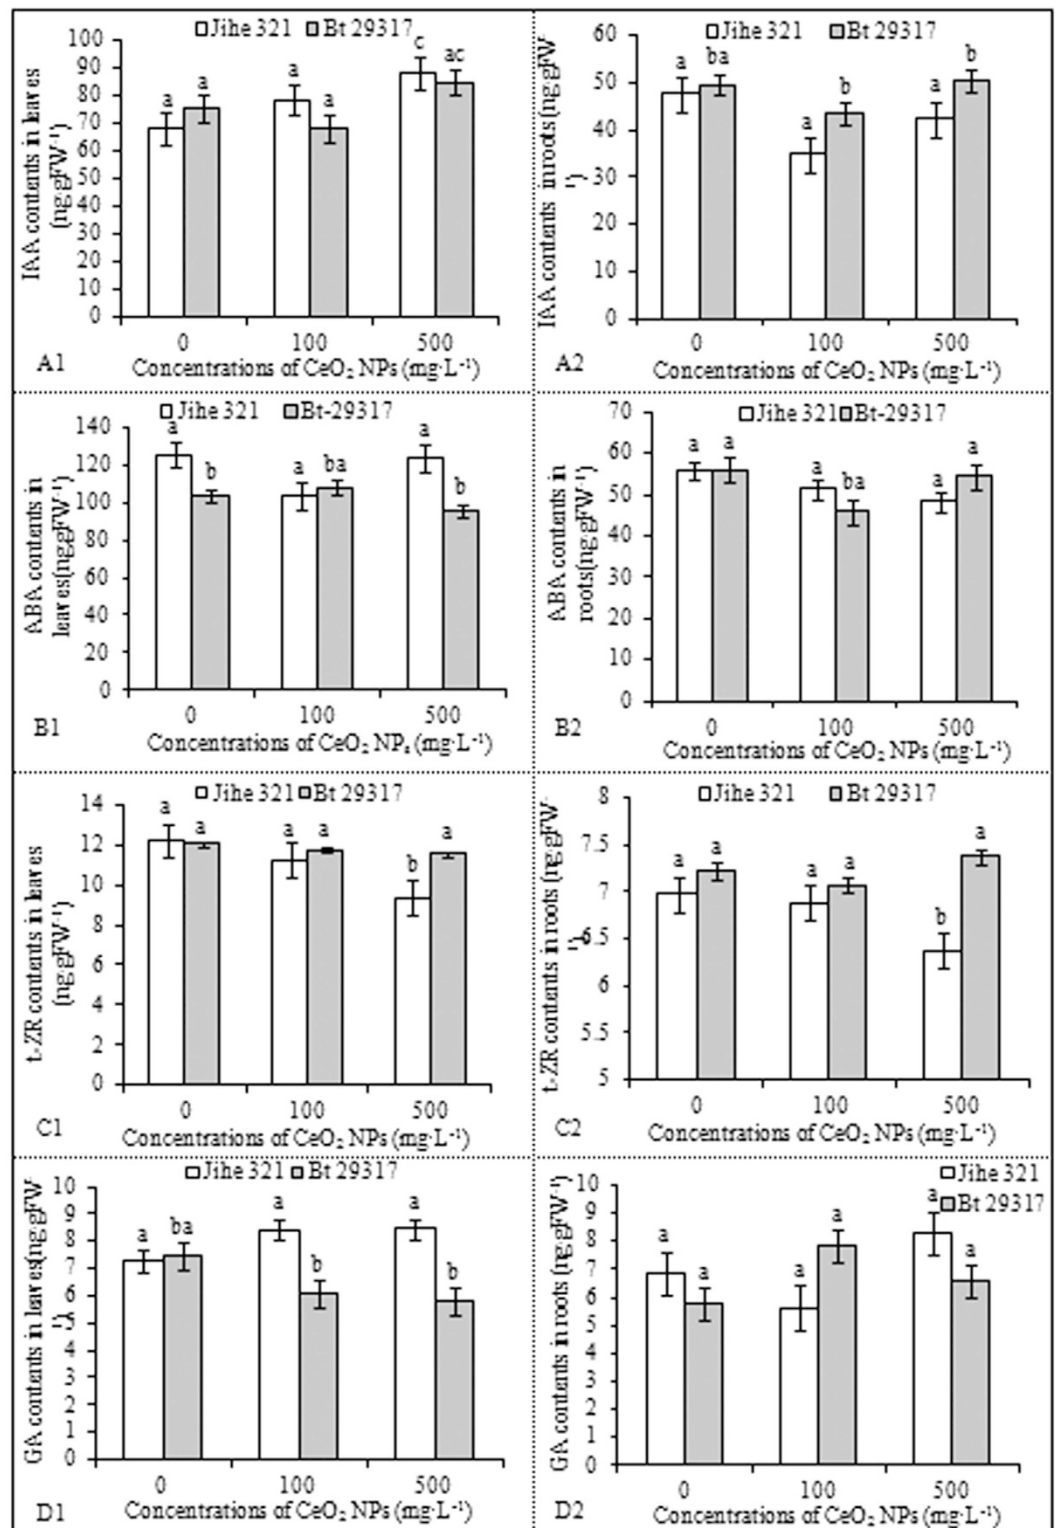 Jihe 321 Bt 29317
IAA contents in leaves
(ng·gFW⁻¹)
100
90
80
70
60
50
40
30
20
10
0
a a a a c ac
0 100 500
A1 Concentrations of CeO₂ NPs (mg·L⁻¹)
Jihe 321 Bt 29317
IAA contents in roots (ng·gFW⁻
¹)
60
50
40
30
20
10
0
a ba a b a b
0 100 500
A2 Concentrations of CeO₂ NPs (mg·L⁻¹)
Jihe 321 Bt-29317
ABA contents in
leaves(ng·gFW⁻¹)
140
120
100
80
60
40
20
0
a b a ba a b
0 100 500
B1 Concentrations of CeO₂ NPs (mg·L⁻¹)
Jihe 321 Bt-29317
ABA contents in
roots(ng·gFW⁻¹)
70
60
50
40
30
20
10
0
a a a ba a a
0 100 500
B2 Concentrations of CeO₂ NPs (mg·L⁻¹)
Jihe 321 Bt 29317
t-ZR contents in leaves
(ng·gFW⁻¹)
14
12
10
8
6
4
2
0
a a a a b a
0 100 500
C1 Concentrations of CeO₂ NPs (mg·L⁻¹)
Jihe 321 Bt 29317
t-ZR contents in roots (ng·gFW⁻
¹)
8
7.5
7
6.5
6
5.5
5
a a a a b a
0 100 500
C2 Concentrations of CeO₂ NPs (mg·L⁻¹)
Jihe 321 Bt 29317
GA contents in leaves(ng·gFW⁻
¹)
10
9
8
7
6
5
4
3
2
1
0
a ba a b a b
0 100 500
D1 Concentrations of CeO₂ NPs (mg·L⁻¹)
Jihe 321
Bt 29317
GA contents in roots (ng·gFW⁻¹)
10
9
8
7
6
5
4
3
2
1
0
a a a a a a
0 100 500
D2 Concentrations of CeO₂ NPs (mg·L⁻¹)